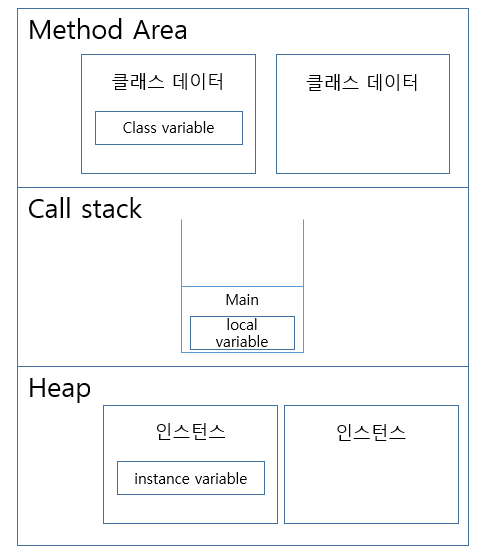 Method Area
클래스 데이터
클래스 데이터
Class variable
Call stack
Main
local
variable
Heap
인스턴스
인스턴스
instance variable